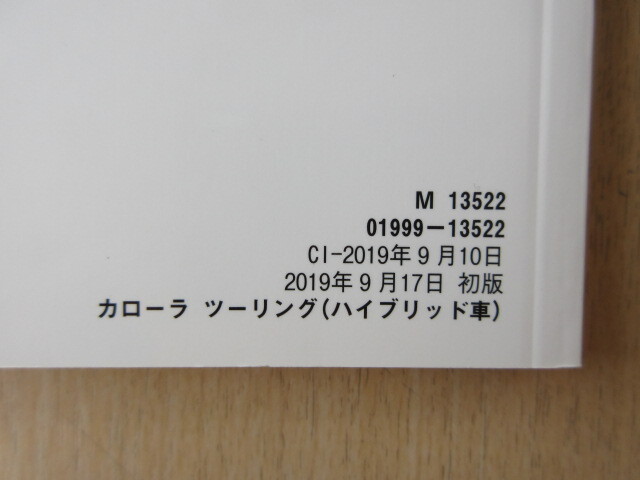 M 13522
01999-13522
CI-2019年9月10日
2019年9月17日 初版
カローラ ツーリング(ハイブリッド車)